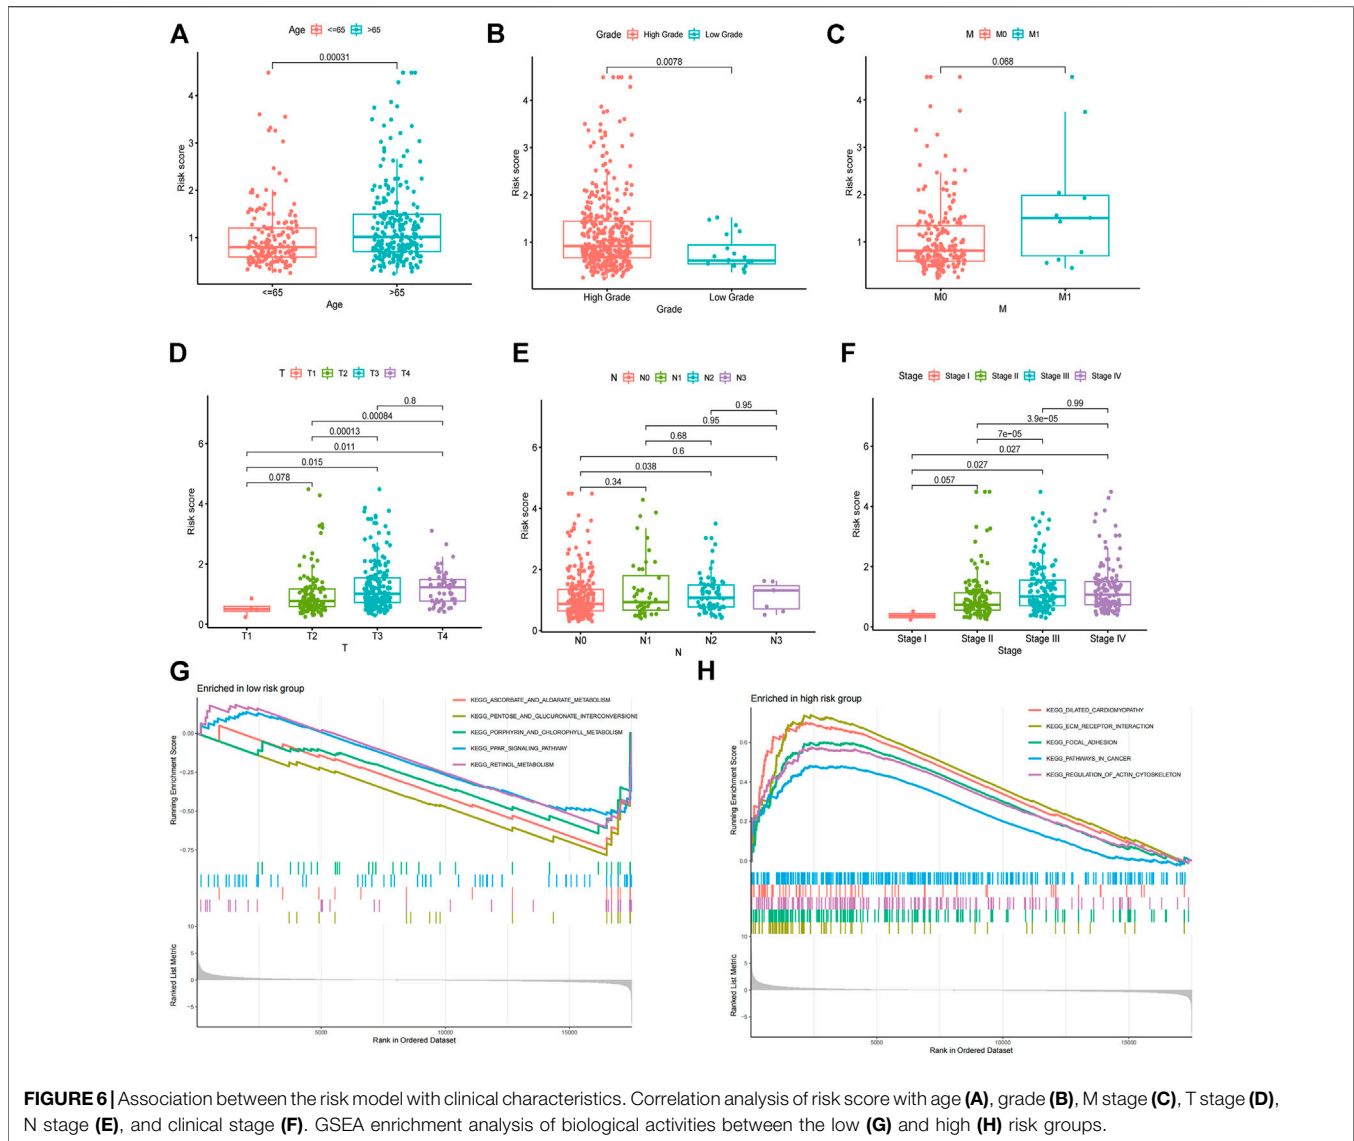 A
Age <=65 >65
0.00031
Risk score
4
3
2
1
<=65 >65
Age
B
Grade High Grade Low Grade
0.0078
Risk score
4
3
2
1
High Grade Low Grade
Grade
C
M M0 M1
0.068
Risk score
4
3
2
1
M0 M1
M
D
T T1 T2 T3 T4
0.8
0.00084
0.00013
0.011
0.015
0.078
Risk score
6
4
2
0
T1 T2 T3 T4
T
E
N N0 N1 N2 N3
0.95
0.95
0.68
0.6
0.038
0.34
Risk score
6
4
2
0
N0 N1 N2 N3
N
F
Stage Stage I Stage II Stage III Stage IV
0.99
3.9e-05
7e-05
0.027
0.027
0.057
Risk score
6
4
2
0
Stage I Stage II Stage III Stage IV
Stage
G
Enriched in low risk group
KEGG_ASCORBATE_AND_ALDARATE_METABOLISM
KEGG_PENTOSE_AND_GLUCURONATE_INTERCONVERSIONS
KEGG_PORPHYRIN_AND_CHLOROPHYLL_METABOLISM
KEGG_PPAR_SIGNALING_PATHWAY
KEGG_RETINOL_METABOLISM
Running Enrichment Score
0.00
-0.25
-0.50
-0.75
Ranked List Metric
10
5
0
-5
5000 10000 15000
Rank in Ordered Dataset
H
Enriched in high risk group
KEGG_DILATED_CARDIOMYOPATHY
KEGG_ECM_RECEPTOR_INTERACTION
KEGG_FOCAL_ADHESION
KEGG_PATHWAYS_IN_CANCER
KEGG_REGULATION_OF_ACTIN_CYTOSKELETON
Running Enrichment Score
0.6
0.4
0.2
0.0
Ranked List Metric
10
5
0
-5
5000 10000 15000
Rank in Ordered Dataset
FIGURE 6 | Association between the risk model with clinical characteristics. Correlation analysis of risk score with age (A), grade (B), M stage (C), T stage (D),
N stage (E), and clinical stage (F). GSEA enrichment analysis of biological activities between the low (G) and high (H) risk groups.